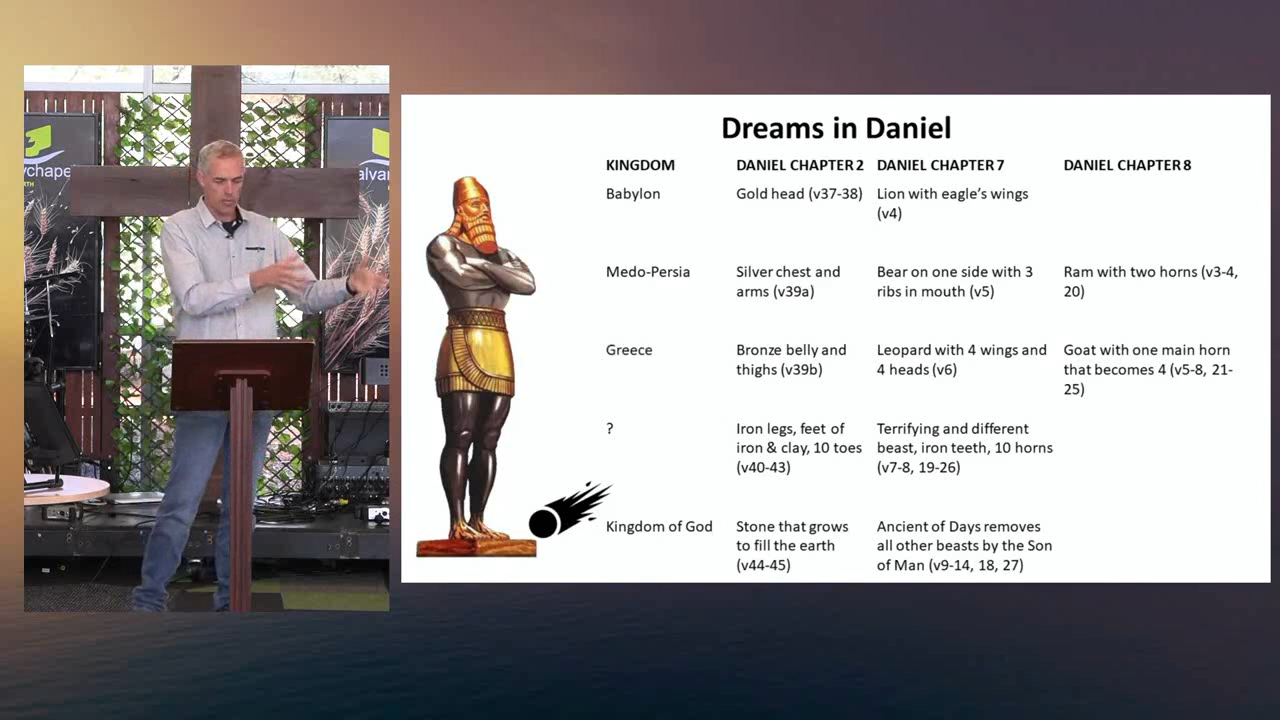 ychape
RTH
alvar
Dreams in Daniel
KINGDOM DANIEL CHAPTER 2 DANIEL CHAPTER 7 DANIEL CHAPTER 8
Babylon Gold head (v37-38) Lion with eagle’s wings
(v4)
Medo-Persia Silver chest and Bear on one side with 3 Ram with two horns (v3-4,
arms (v39a) ribs in mouth (v5) 20)
Greece Bronze belly and Leopard with 4 wings and Goat with one main horn
thighs (v39b) 4 heads (v6) that becomes 4 (v5-8, 21-
25)
? Iron legs, feet of Terrifying and different
iron & clay, 10 toes beast, iron teeth, 10 horns
(v40-43) (v7-8, 19-26)
Kingdom of God Stone that grows Ancient of Days removes
to fill the earth all other beasts by the Son
(v44-45) of Man (v9-14, 18, 27)